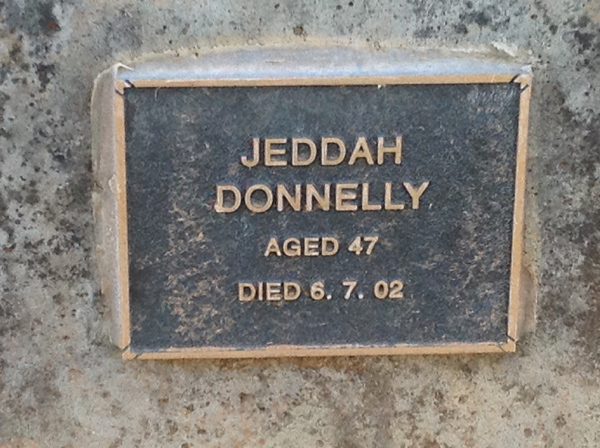 JEDDAH
DONNELLY
AGED 47
DIED 6. 7. 02